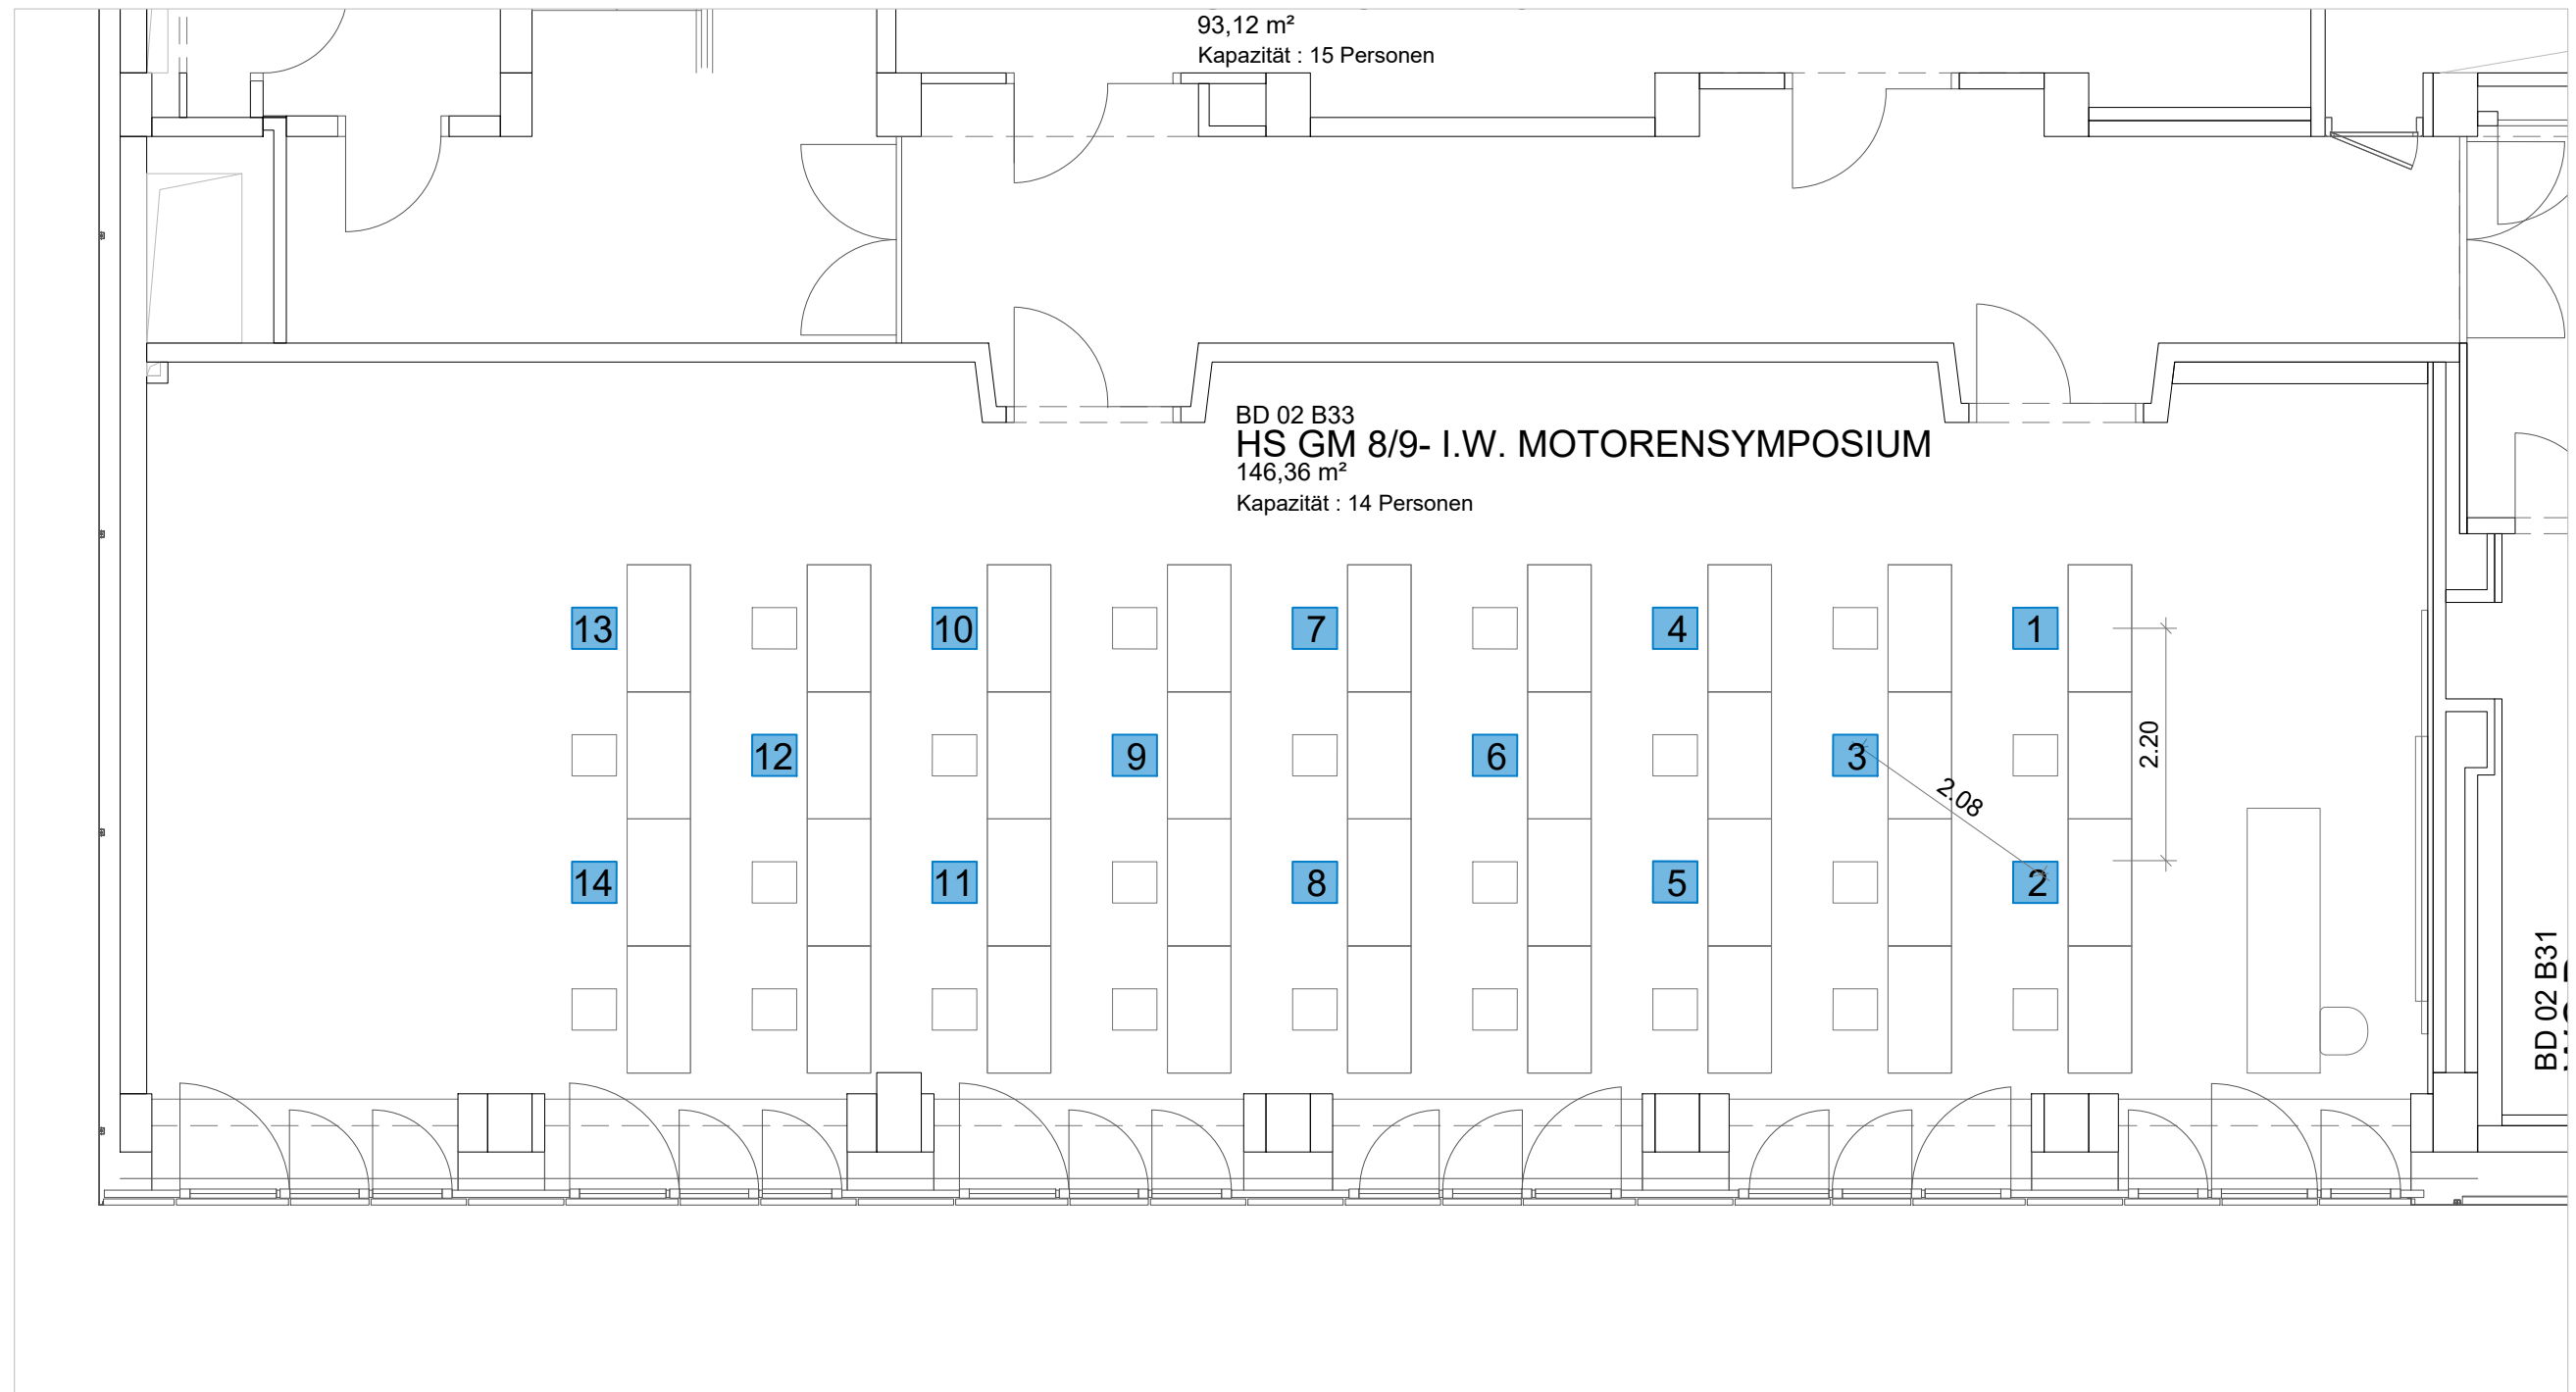 93,12 m²
Kapazität : 15 Personen
BD 02 B33
HS GM 8/9- I.W. MOTORENSYMPOSIUM
146,36 m²
Kapazität : 14 Personen
13
10
7
4
1
12
9
6
3
2.20
2.08
14
11
8
5
2
BD 02 B31